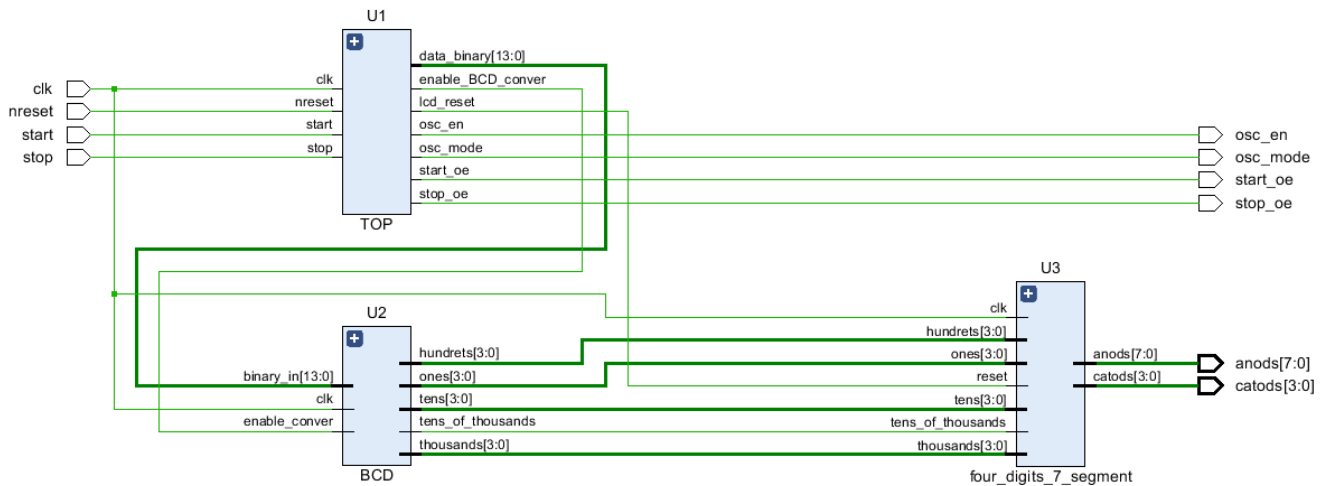 U1
data_binary[13:0]
clk
enable_BCD_conver
clk
nreset
nreset
lcd_reset
start
start
osc_en
osc_en
stop
stop
osc_mode
osc_mode
start_oe
start_oe
stop_oe
stop_oe
TOP
U3
U2
clk
hundrets[3:0]
hundrets[3:0]
ones[3:0]
anods[7:0]
anods[7:0]
binary_in[13:0]
ones[3:0]
reset
catods[3:0]
catods[3:0]
clk
tens[3:0]
tens[3:0]
enable_conver
tens_of_thousands
tens_of_thousands
thousands[3:0]
thousands[3:0]
BCD
four_digits_7_segment